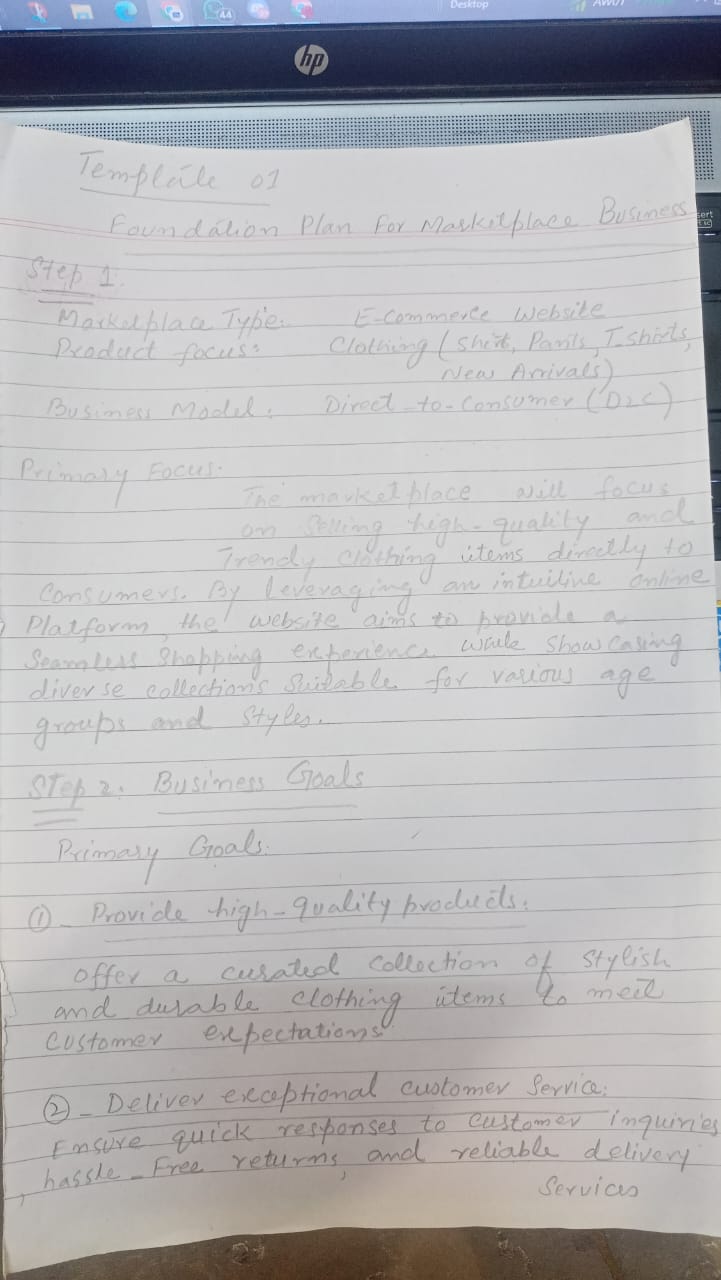 Desktop
44
hp
Template 01
Foundation Plan For Marketplace Business
Step 1.
Marketplace Type: E-Commerce Website
Product focus: Clothing (Shirt, Pants, T-Shirts,
New Arrivals)
Business Model: Direct-to-Consumer (D2C)
Primary Focus:
The marketplace will focus
on Selling high-quality and
Trendy Clothing items directly to
Consumers. By leveraging an intuitive online
Platform, the website aims to provide a
Seamless Shopping experience while Showcasing
diverse collections Suitable for various age
groups and Styles.
Step 2. Business Goals
Primary Goals:
① - Provide high-quality products:
Offer a curated Collection of Stylish
and durable clothing items to meet
Customer expectations
② - Deliver exceptional customer Service:
Ensure quick responses to Customer inquiries,
hassle-Free returns, and reliable delivery
Services